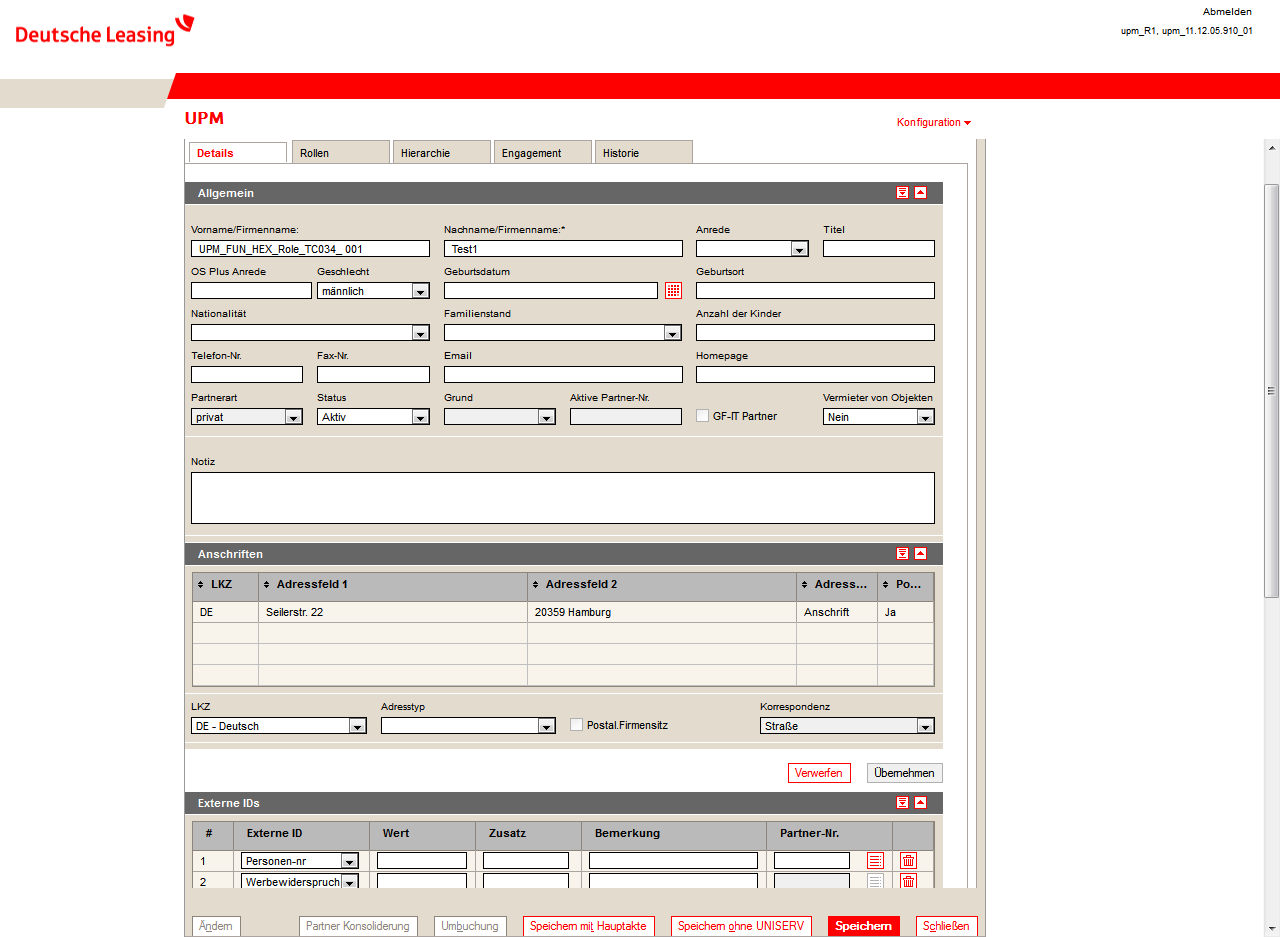 Deutsche Leasing
Abmelden
upm_R1, upm_11.12.05.910_01
UPM
Konfiguration
Details Rollen Hierarchie Engagement Historie
Allgemein
Vorname/Firmenname: Nachname/Firmenname:* Anrede Titel
UPM_FUN_HEX_Role_TC034_ 001 Test1
OS Plus Anrede Geschlecht Geburtsdatum Geburtsort
männlich
Nationalität Familienstand Anzahl der Kinder
Telefon-Nr. Fax-Nr. Email Homepage
Partnerart Status Grund Aktive Partner-Nr. Vermieter von Objekten
privat Aktiv GF-IT Partner Nein
Notiz
Anschriften
LKZ Adressfeld 1 Adressfeld 2 Adress... Po...
DE Seilerstr. 22 20359 Hamburg Anschrift Ja
LKZ Adresstyp Korrespondenz
DE - Deutsch Postal.Firmensitz Straße
Verwerfen Übernehmen
Externe IDs
# Externe ID Wert Zusatz Bemerkung Partner-Nr.
1 Personen-nr
2 Werbewiderspruch
Ändern Partner Konsolidierung Umbuchung Speichern mit Hauptakte Speichern ohne UNISERV Speichern Schließen